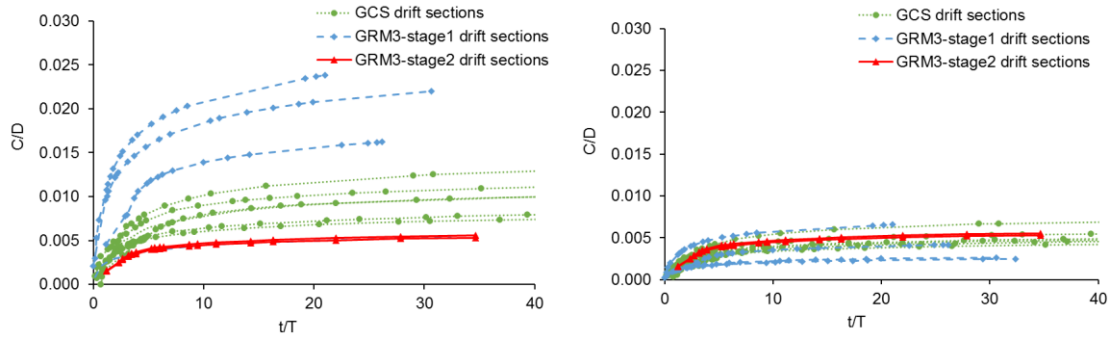 0.030
0.025
0.020
0.015
0.010
0.005
0.000
C/D
0 10 20 30 40
t/T
GCS drift sections
GRM3-stage1 drift sections
GRM3-stage2 drift sections
0.030
0.025
0.020
0.015
0.010
0.005
0.000
C/D
0 10 20 30 40
t/T
GCS drift sections
GRM3-stage1 drift sections
GRM3-stage2 drift sections